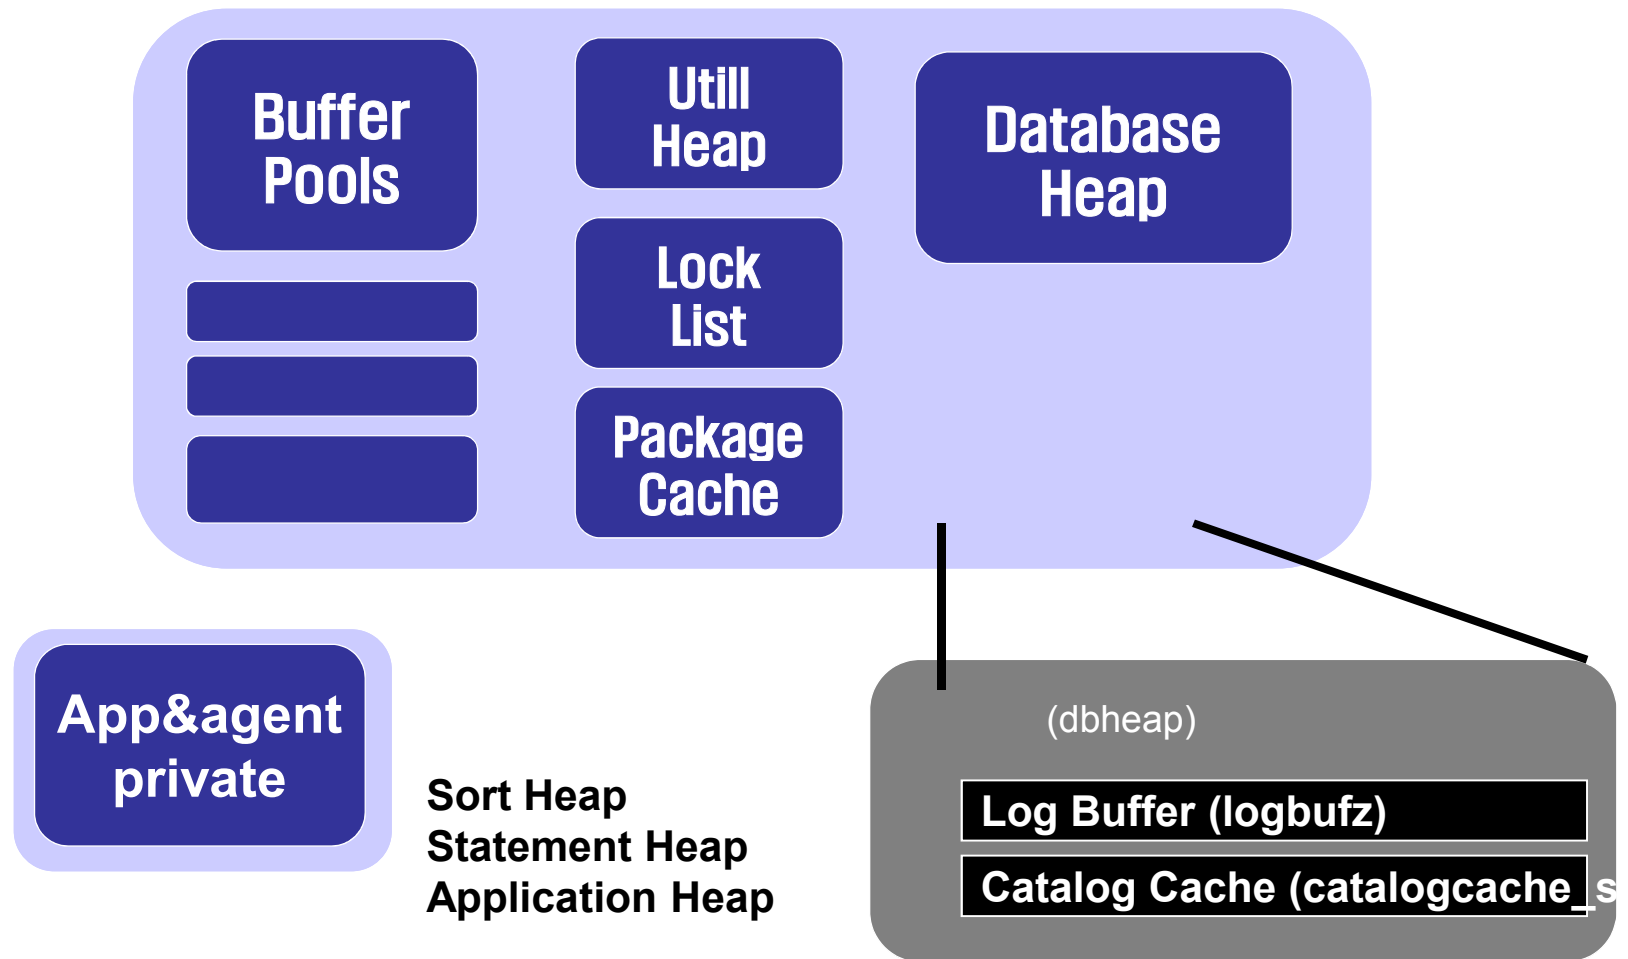 Buffer
Pools
Utill
Heap
Database
Heap
Lock
List
Package
Cache
App&agent
private
Sort Heap
Statement Heap
Application Heap
(dbheap)
Log Buffer (logbufz)
Catalog Cache (catalogcache_s